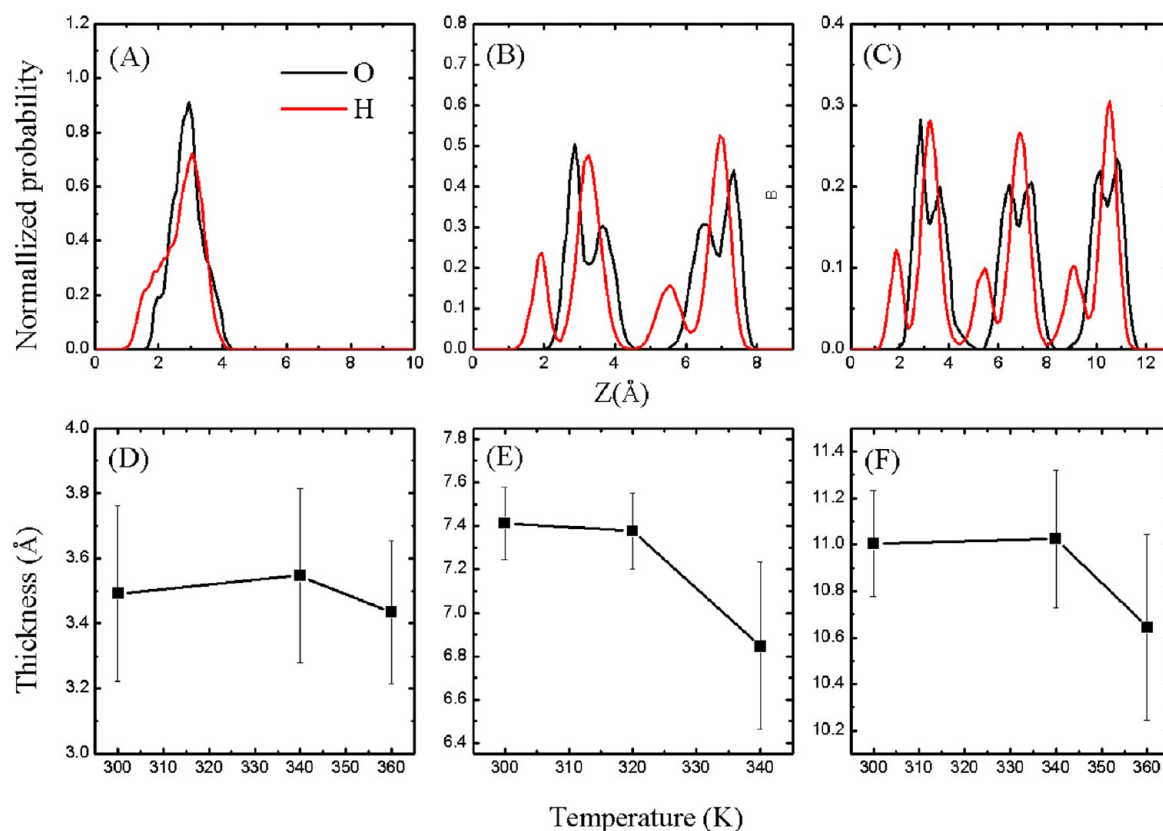 (A)
O
H
1.2
1.0
0.8
0.6
0.4
0.2
0.0
0 2 4 6 8 10
Normallized probability
(B)
0.8
0.7
0.6
0.5
0.4
0.3
0.2
0.1
0.0
0 2 4 6 8
B
Z(Å)
(C)
0.4
0.3
0.2
0.1
0.0
0 2 4 6 8 10 12
(D)
4.0
3.8
3.6
3.4
3.2
3.0
300 310 320 330 340 350 360
Thickness (Å)
(E)
7.8
7.6
7.4
7.2
7.0
6.8
6.6
6.4
300 310 320 330 340
(F)
11.4
11.2
11.0
10.8
10.6
10.4
10.2
300 310 320 330 340 350 360
Temperature (K)